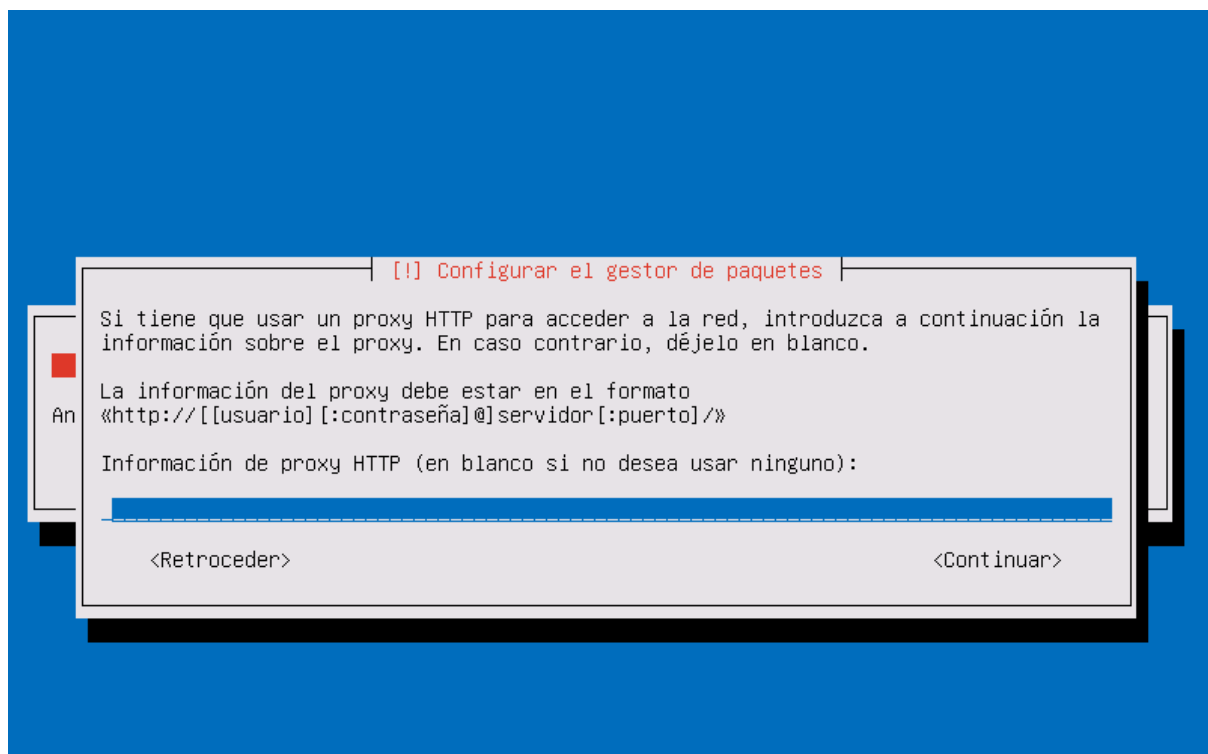 [!] Configurar el gestor de paquetes
Si tiene que usar un proxy HTTP para acceder a la red, introduzca a continuación la
información sobre el proxy. En caso contrario, déjelo en blanco.
La información del proxy debe estar en el formato
«http://[[usuario][:contraseña]@]servidor[:puerto]/»
Información de proxy HTTP (en blanco si no desea usar ninguno):
<Retroceder>
<Continuar>
An